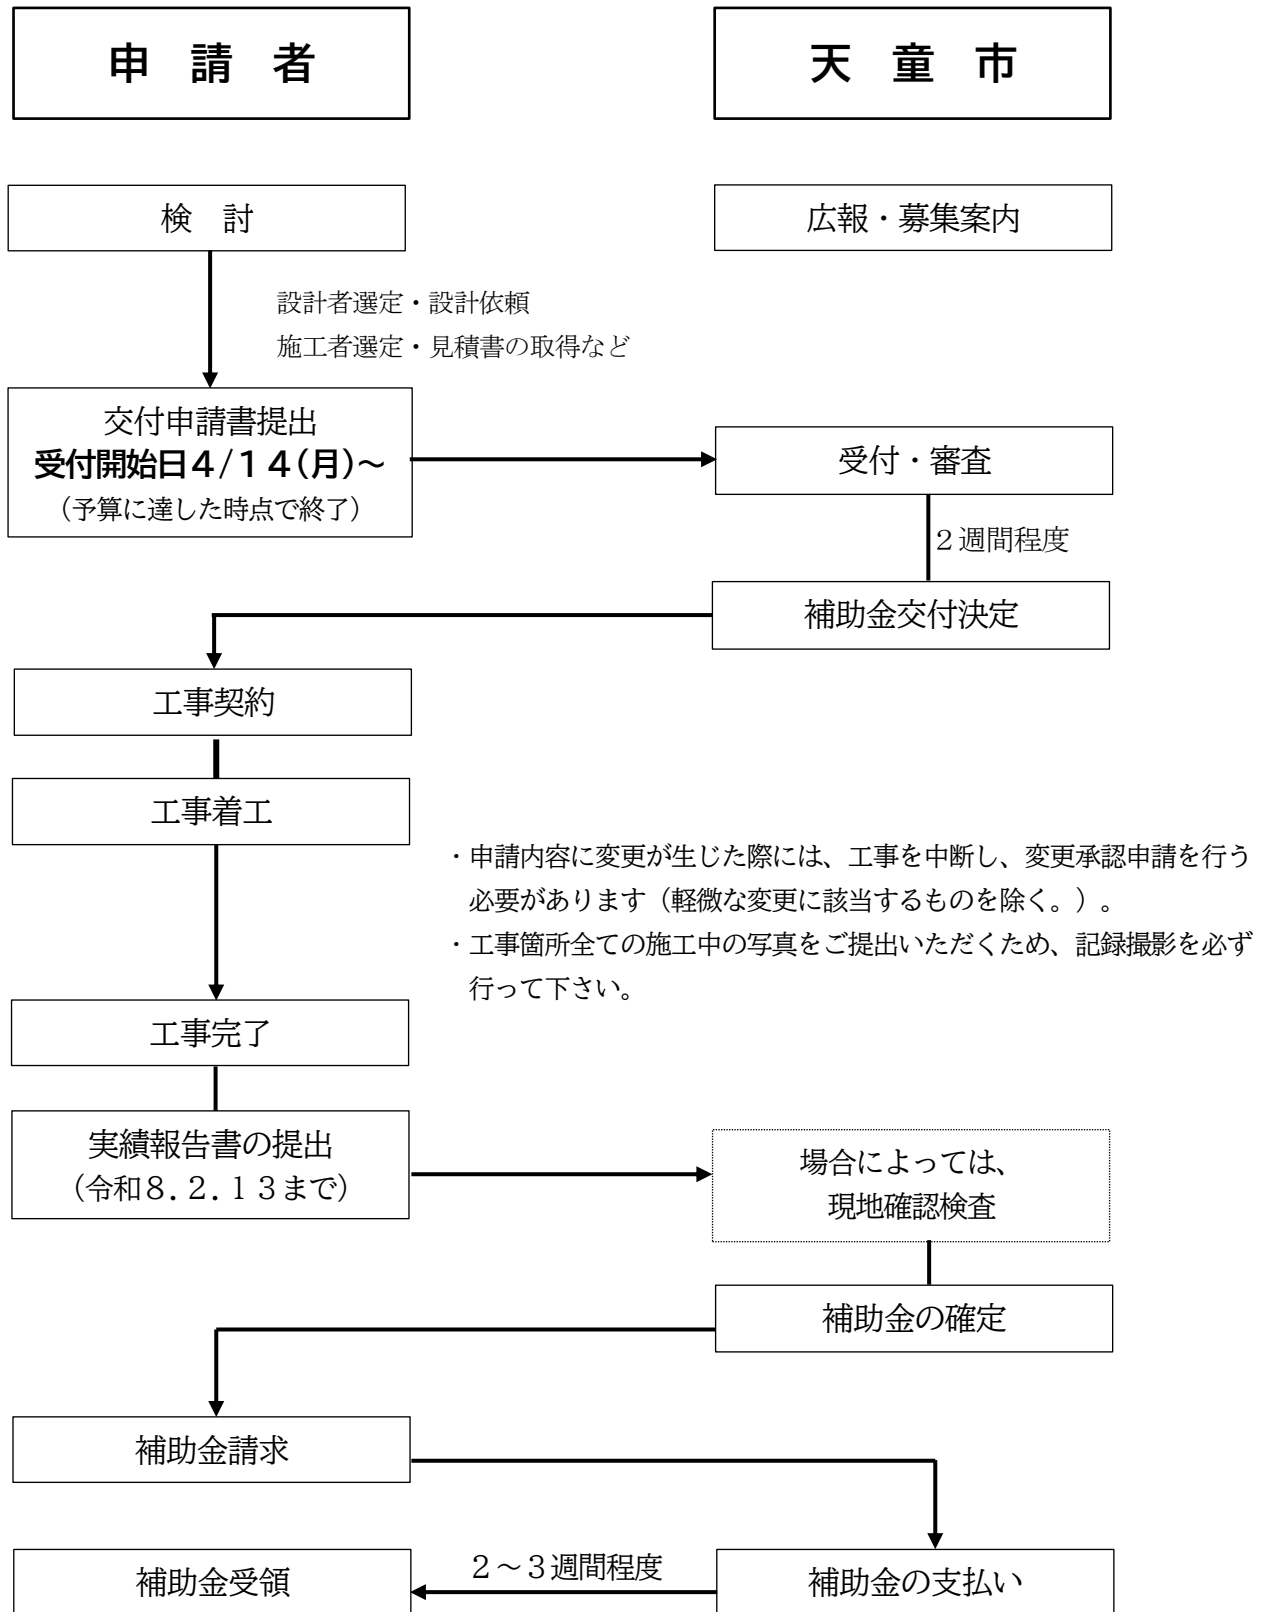 申　請　者
天　童　市
検　討
広報・募集案内
設計者選定・設計依頼
施工者選定・見積書の取得など
交付申請書提出
受付開始日４/１４(月)～
（予算に達した時点で終了）
受付・審査
２週間程度
補助金交付決定
工事契約
工事着工
・申請内容に変更が生じた際には、工事を中断し、変更承認申請を行う
必要があります（軽微な変更に該当するものを除く。）。
・工事箇所全ての施工中の写真をご提出いただくため、記録撮影を必ず
行って下さい。
工事完了
実績報告書の提出
（令和８．２．１３まで）
場合によっては、
現地確認検査
補助金の確定
補助金請求
補助金受領
２～３週間程度
補助金の支払い